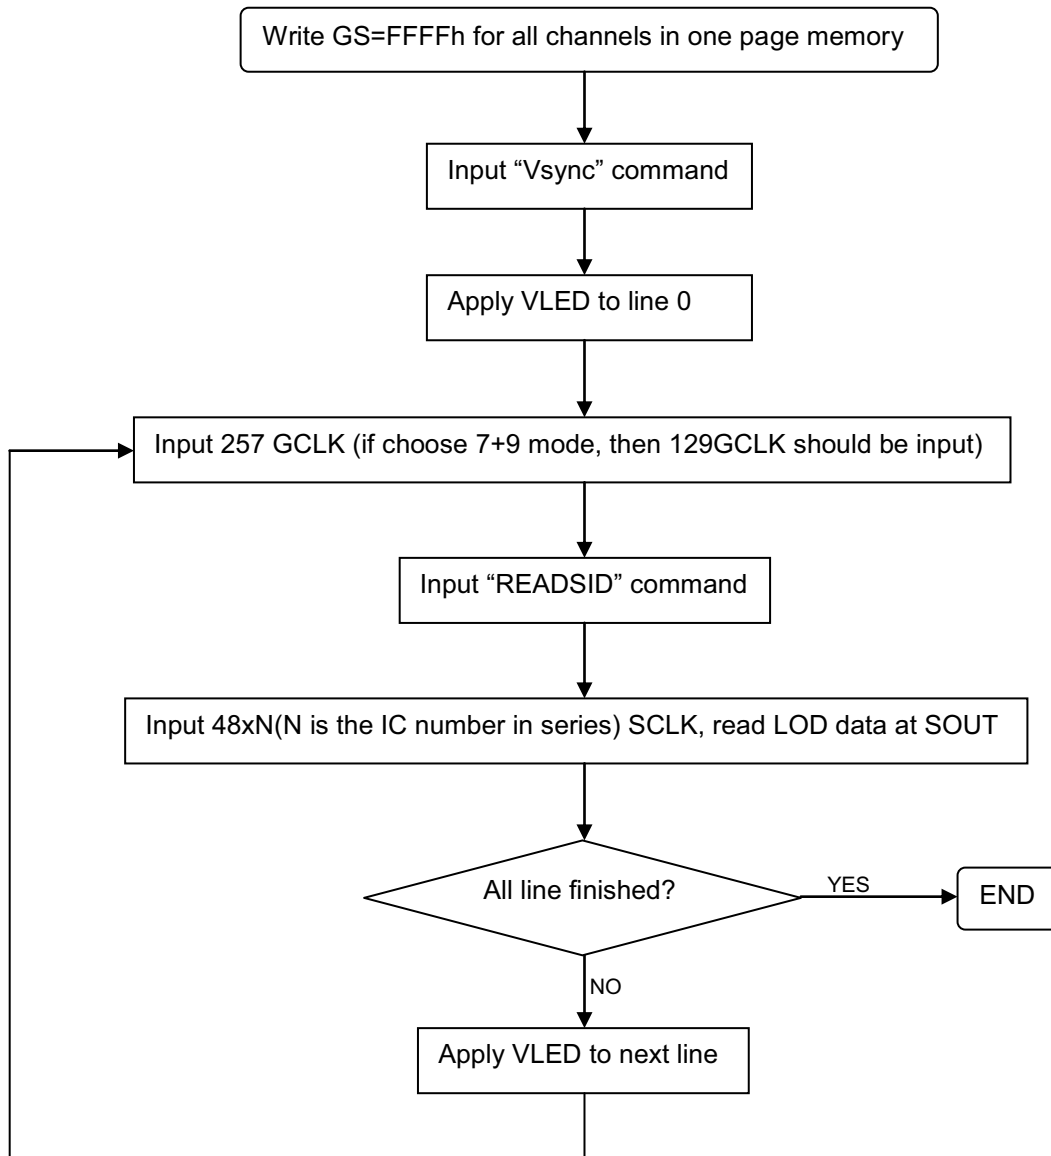 Write GS=FFFFh for all channels in one page memory
Input “Vsync” command
Apply VLED to line 0
Input 257 GCLK (if choose 7+9 mode, then 129GCLK should be input)
Input “READSID” command
Input 48xN(N is the IC number in series) SCLK, read LOD data at SOUT
All line finished?
YES
END
NO
Apply VLED to next line